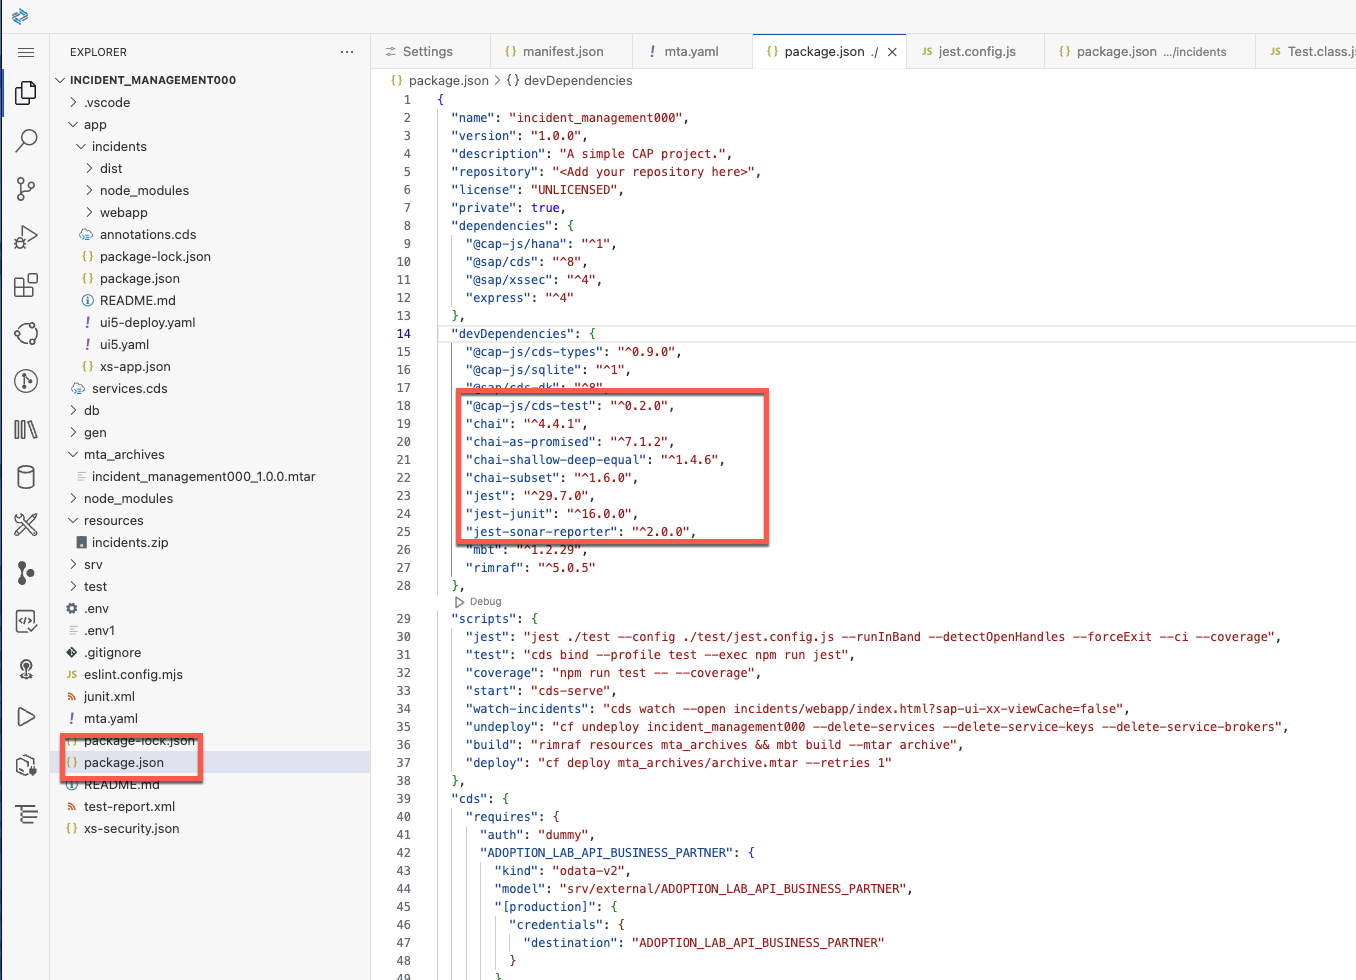 EXPLORER
···
INCIDENT_MANAGEMENT000
.vscode
app
incidents
dist
node_modules
webapp
annotations.cds
{} package-lock.json
{} package.json
README.md
! ui5-deploy.yaml
! ui5.yaml
{} xs-app.json
services.cds
db
gen
mta_archives
incident_management000_1.0.0.mtar
node_modules
resources
incidents.zip
srv
test
.env
.env1
.gitignore
JS eslint.config.mjs
junit.xml
! mta.yaml
{} package-lock.json
{} package.json
README.md
test-report.xml
{} xs-security.json
Settings
{} manifest.json
! mta.yaml
{} package.json ./
JS jest.config.js
{} package.json .../incidents
JS Test.class.js
{} package.json > {} devDependencies
1 {
2 "name": "incident_management000",
3 "version": "1.0.0",
4 "description": "A simple CAP project.",
5 "repository": "<Add your repository here>",
6 "license": "UNLICENSED",
7 "private": true,
8 "dependencies": {
9 "@cap-js/hana": "^1",
10 "@sap/cds": "^8",
11 "@sap/xssec": "^4",
12 "express": "^4"
13 },
14 "devDependencies": {
15 "@cap-js/cds-types": "^0.9.0",
16 "@cap-js/sqlite": "^1",
17 "@sap/cds-dk": "^8",
18 "@cap-js/cds-test": "^0.2.0",
19 "chai": "^4.4.1",
20 "chai-as-promised": "^7.1.2",
21 "chai-shallow-deep-equal": "^1.4.6",
22 "chai-subset": "^1.6.0",
23 "jest": "^29.7.0",
24 "jest-junit": "^16.0.0",
25 "jest-sonar-reporter": "^2.0.0",
26 "mbt": "^1.2.29",
27 "rimraf": "^5.0.5"
28 },
Debug
29 "scripts": {
30 "jest": "jest ./test --config ./test/jest.config.js --runInBand --detectOpenHandles --forceExit --ci --coverage",
31 "test": "cds bind --profile test --exec npm run jest",
32 "coverage": "npm run test -- --coverage",
33 "start": "cds-serve",
34 "watch-incidents": "cds watch --open incidents/webapp/index.html?sap-ui-xx-viewCache=false",
35 "undeploy": "cf undeploy incident_management000 --delete-services --delete-service-keys --delete-service-brokers",
36 "build": "rimraf resources mta_archives && mbt build --mtar archive",
37 "deploy": "cf deploy mta_archives/archive.mtar --retries 1"
38 },
39 "cds": {
40 "requires": {
41 "auth": "dummy",
42 "ADOPTION_LAB_API_BUSINESS_PARTNER": {
43 "kind": "odata-v2",
44 "model": "srv/external/ADOPTION_LAB_API_BUSINESS_PARTNER",
45 "[production]": {
46 "credentials": {
47 "destination": "ADOPTION_LAB_API_BUSINESS_PARTNER"
48 }
49 }